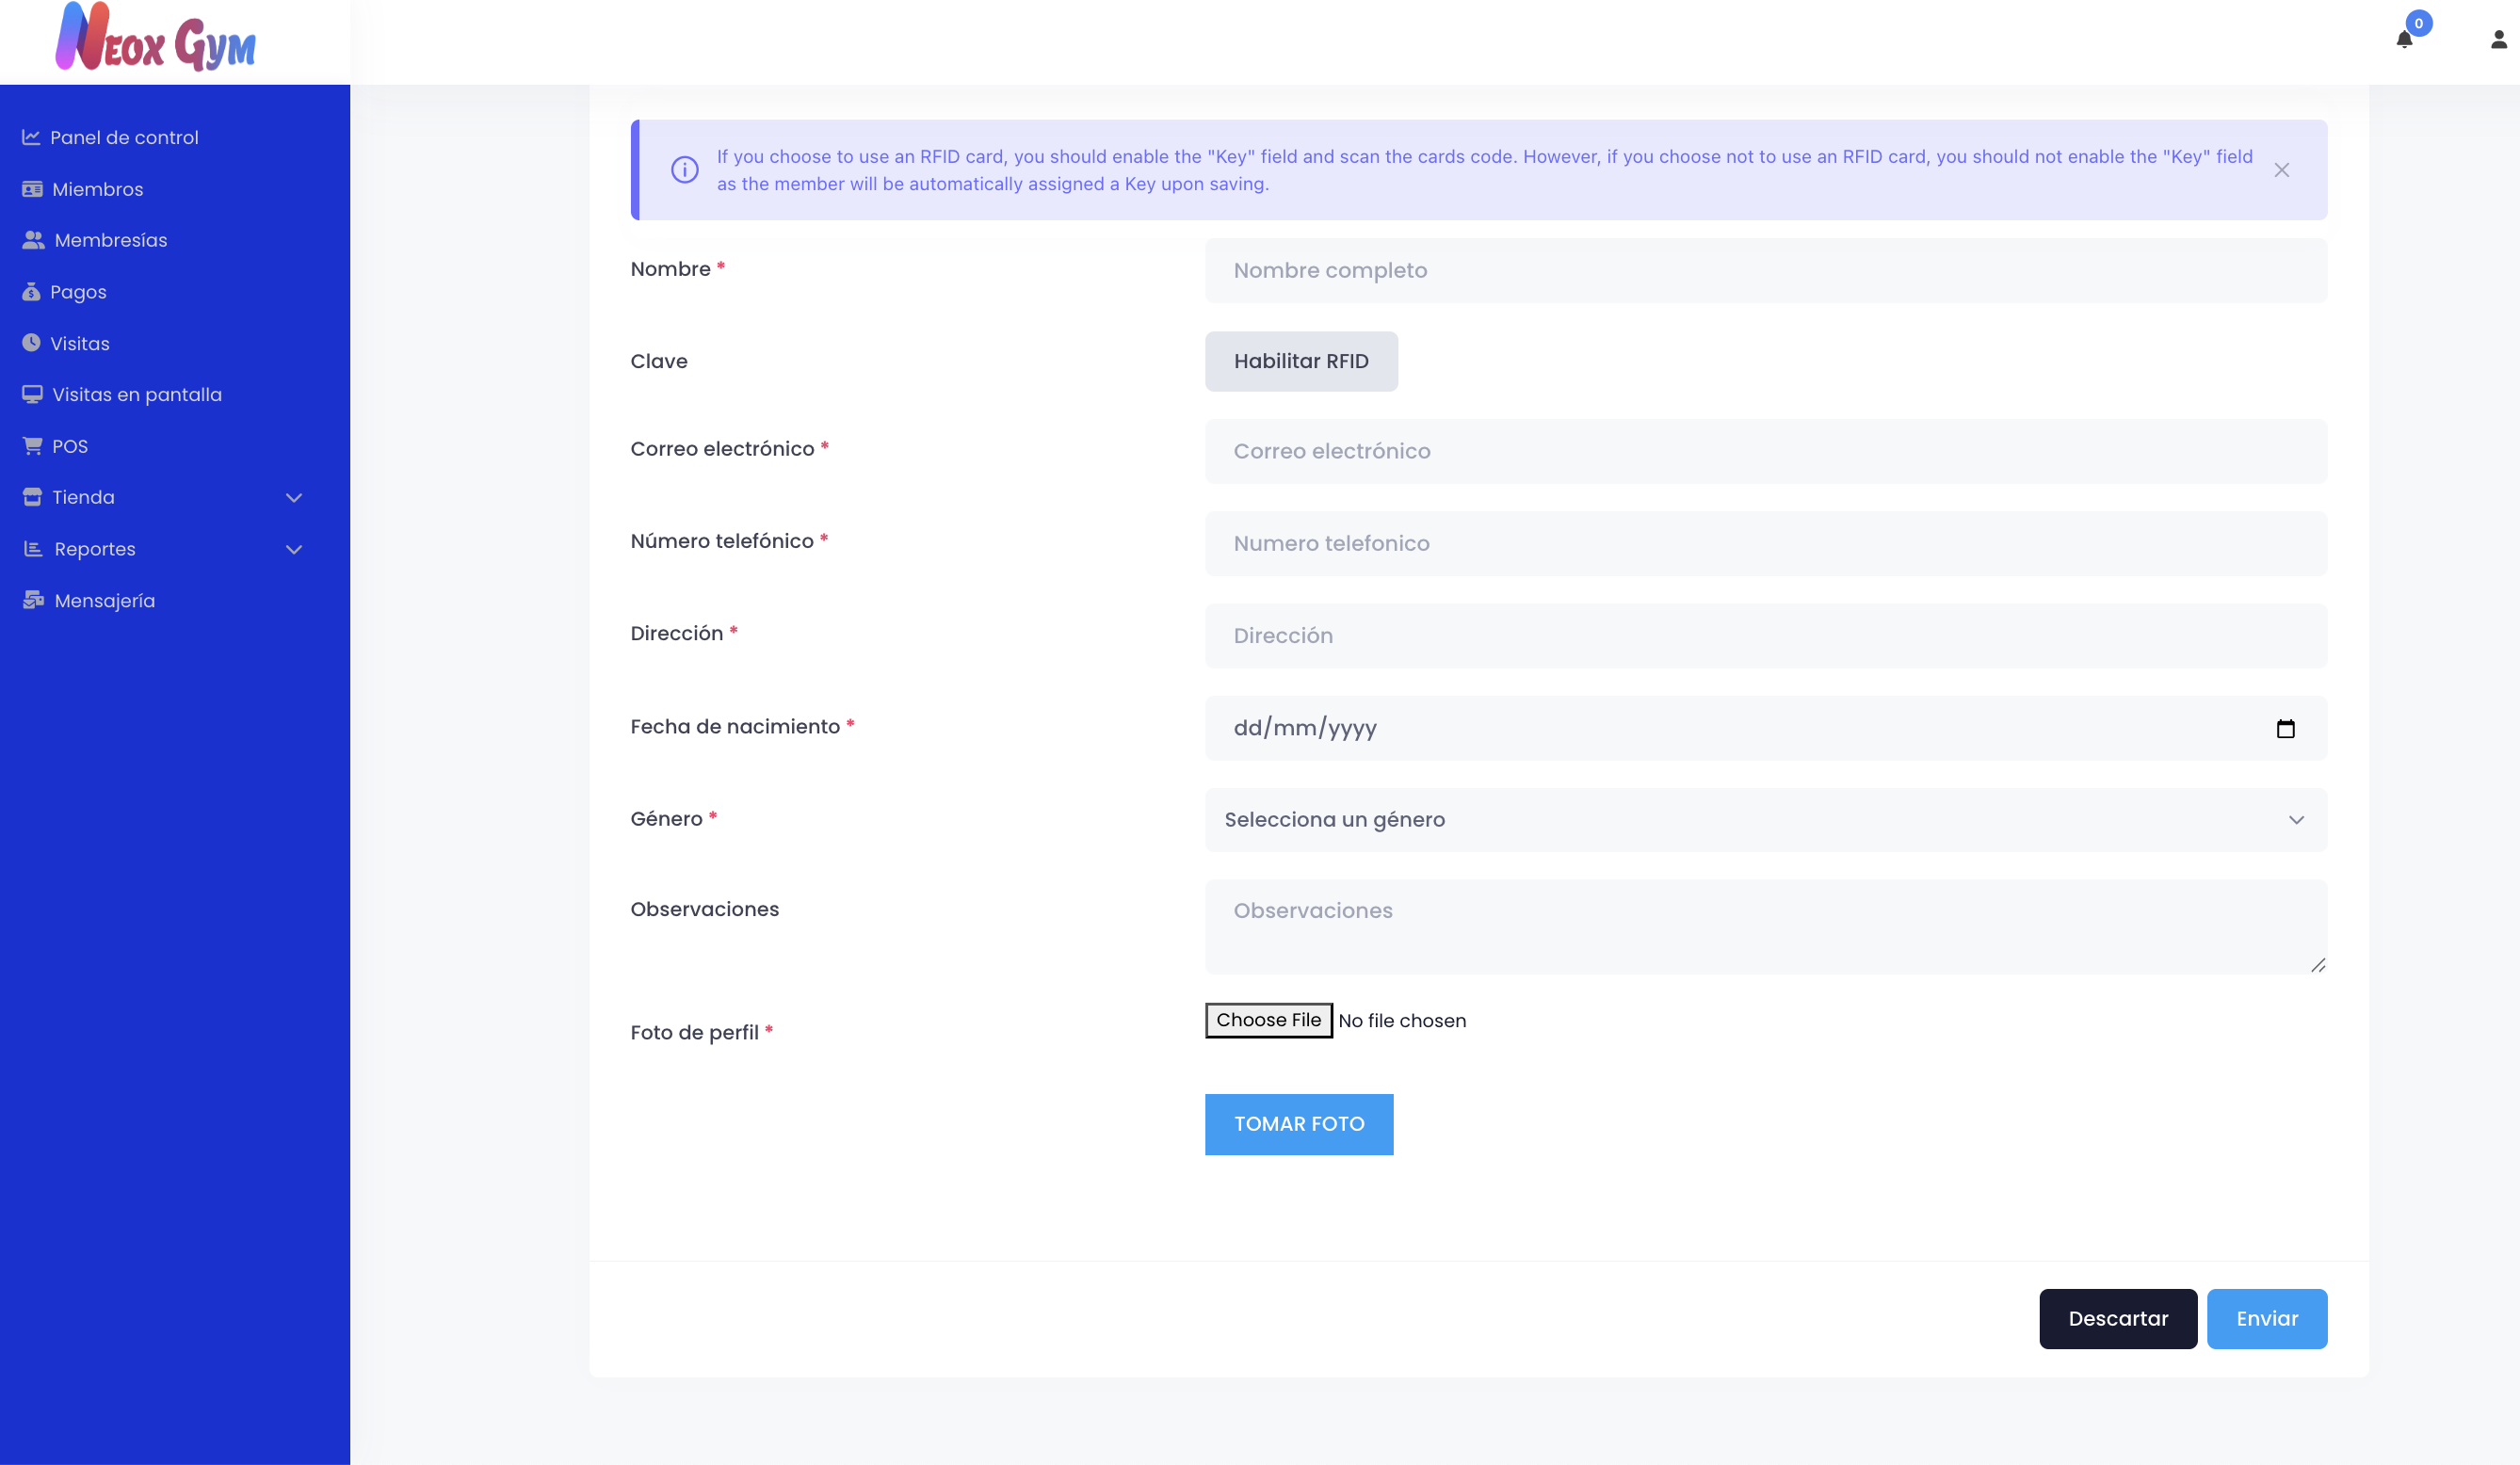 Neox Gym
0
Panel de control
Miembros
Membresías
Pagos
Visitas
Visitas en pantalla
POS
Tienda
Reportes
Mensajería
If you choose to use an RFID card, you should enable the "Key" field and scan the cards code. However, if you choose not to use an RFID card, you should not enable the "Key" field
as the member will be automatically assigned a Key upon saving.
Nombre *
Nombre completo
Clave
Habilitar RFID
Correo electrónico *
Correo electrónico
Número telefónico *
Numero telefonico
Dirección *
Dirección
Fecha de nacimiento *
dd/mm/yyyy
Género *
Selecciona un género
Observaciones
Observaciones
Foto de perfil *
Choose File No file chosen
TOMAR FOTO
Descartar
Enviar